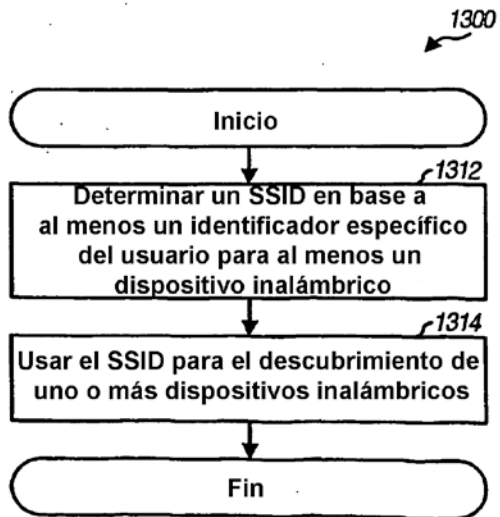 1300
Inicio
1312
Determinar un SSID en base a
al menos un identificador específico
del usuario para al menos un
dispositivo inalámbrico
1314
Usar el SSID para el descubrimiento de
uno o más dispositivos inalámbricos
Fin